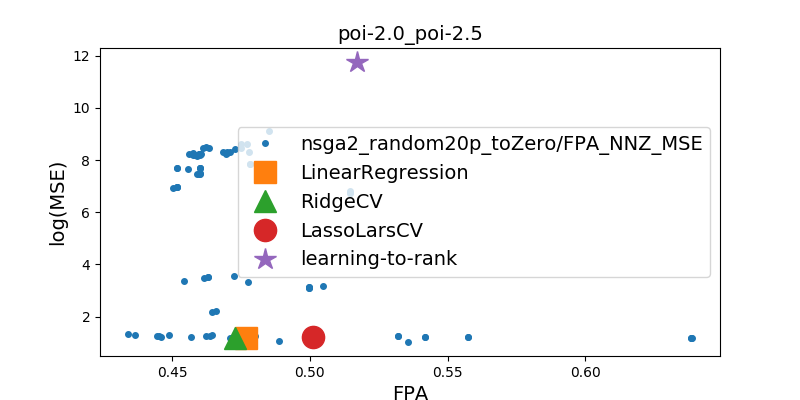 poi-2.0_poi-2.5
12
10
8
6
4
2
log(MSE)
nsga2_random20p_toZero/FPA_NNZ_MSE
LinearRegression
RidgeCV
LassoLarsCV
learning-to-rank
0.45 0.50 0.55 0.60
FPA